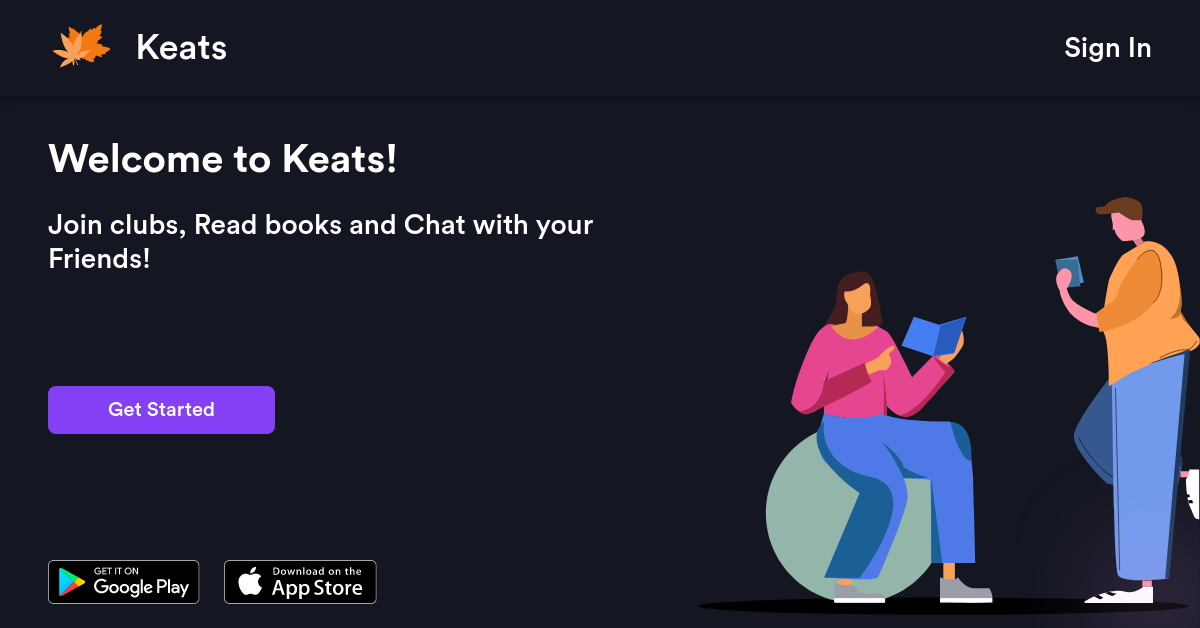 Keats
Sign In
Welcome to Keats!
Join clubs, Read books and Chat with your
Friends!
Get Started
GET IT ON
Google Play
Download on the
App Store